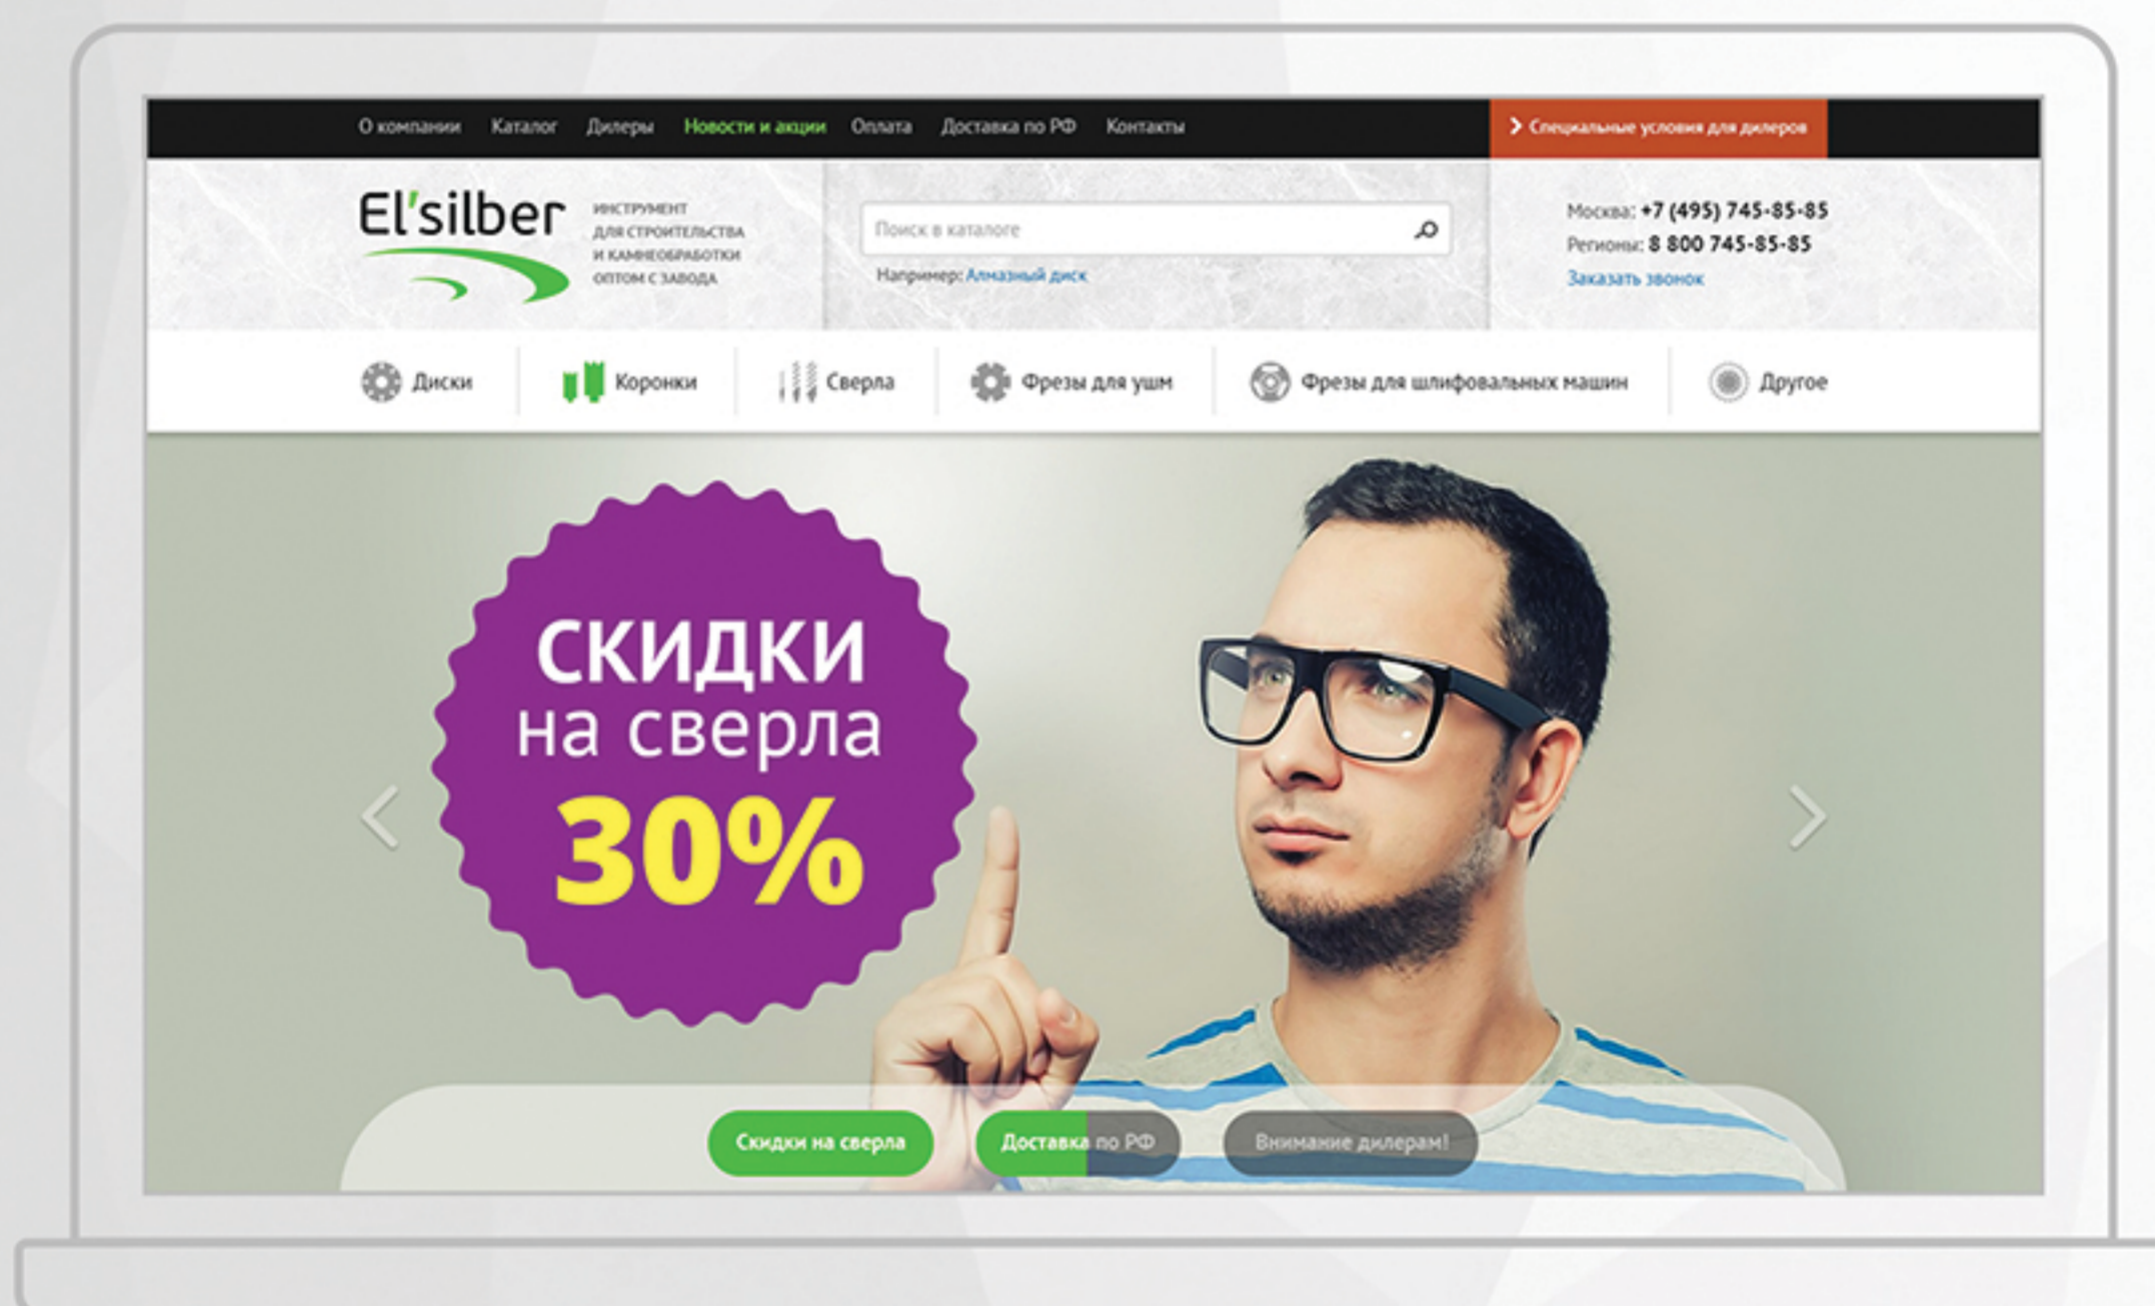 О компании Каталог Дилеры Новости и акции Оплата Доставка по РФ Контакты Специальные условия для дилеров
El'silber
ИНСТРУМЕНТ
ДЛЯ СТРОИТЕЛЬСТВА
И КАМНЕОБРАБОТКИ
ОПТОМ С ЗАВОДА
Поиск в каталоге
Например: Алмазный диск
Москва: +7 (495) 745-85-85
Регионы: 8 800 745-85-85
Заказать звонок
Диски Коронки Сверла Фрезы для ушм Фрезы для шлифовальных машин Другое
СКИДКИ
на сверла
30%
Скидки на сверла Доставка по РФ Внимание дилерам!